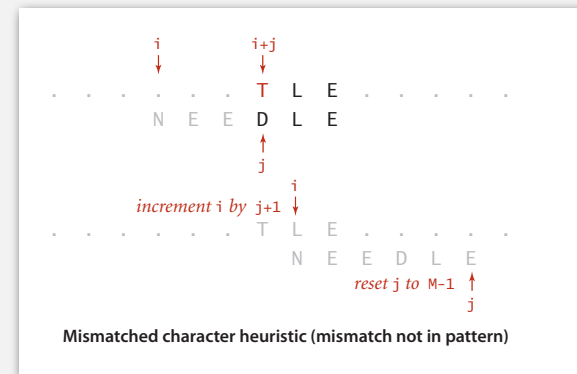 i i+j
. . . . . . T L E . . . . .
N E E D L E
j
i
increment i by j+1
. . . . . . T L E . . . . .
N E E D L E
reset j to M-1
j
Mismatched character heuristic (mismatch not in pattern)